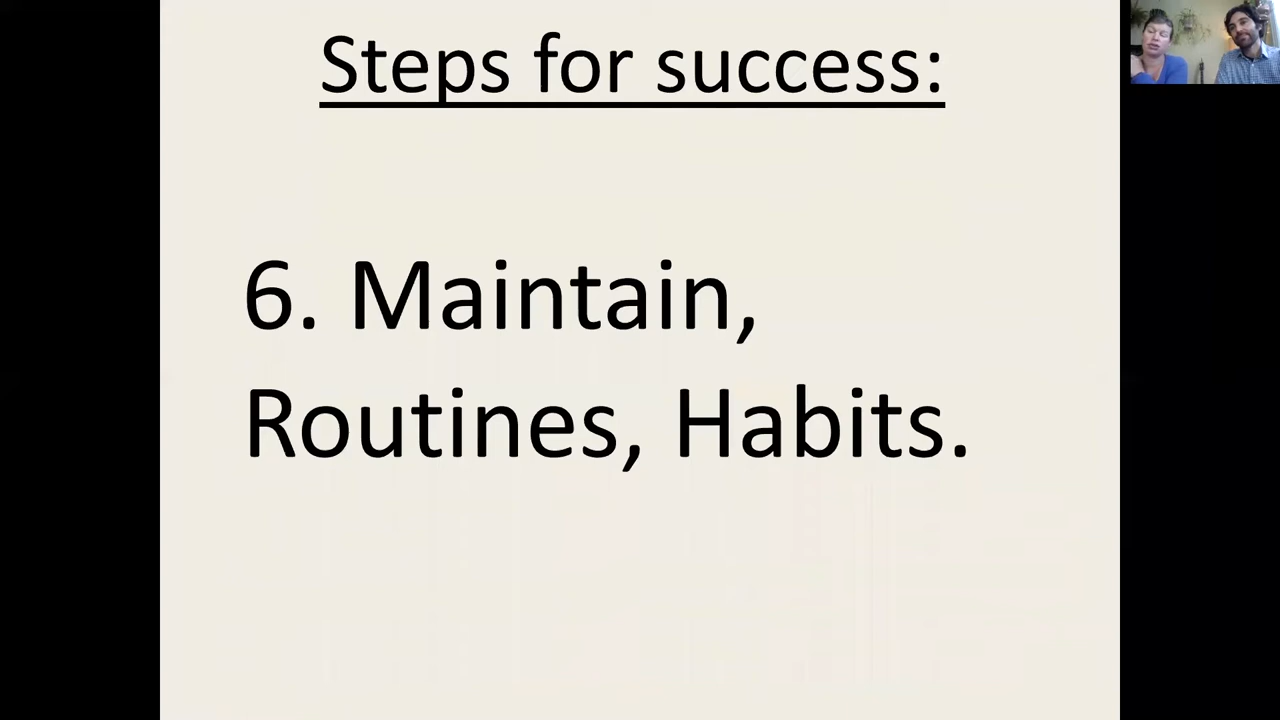 Steps for success:
6. Maintain,
Routines, Habits.